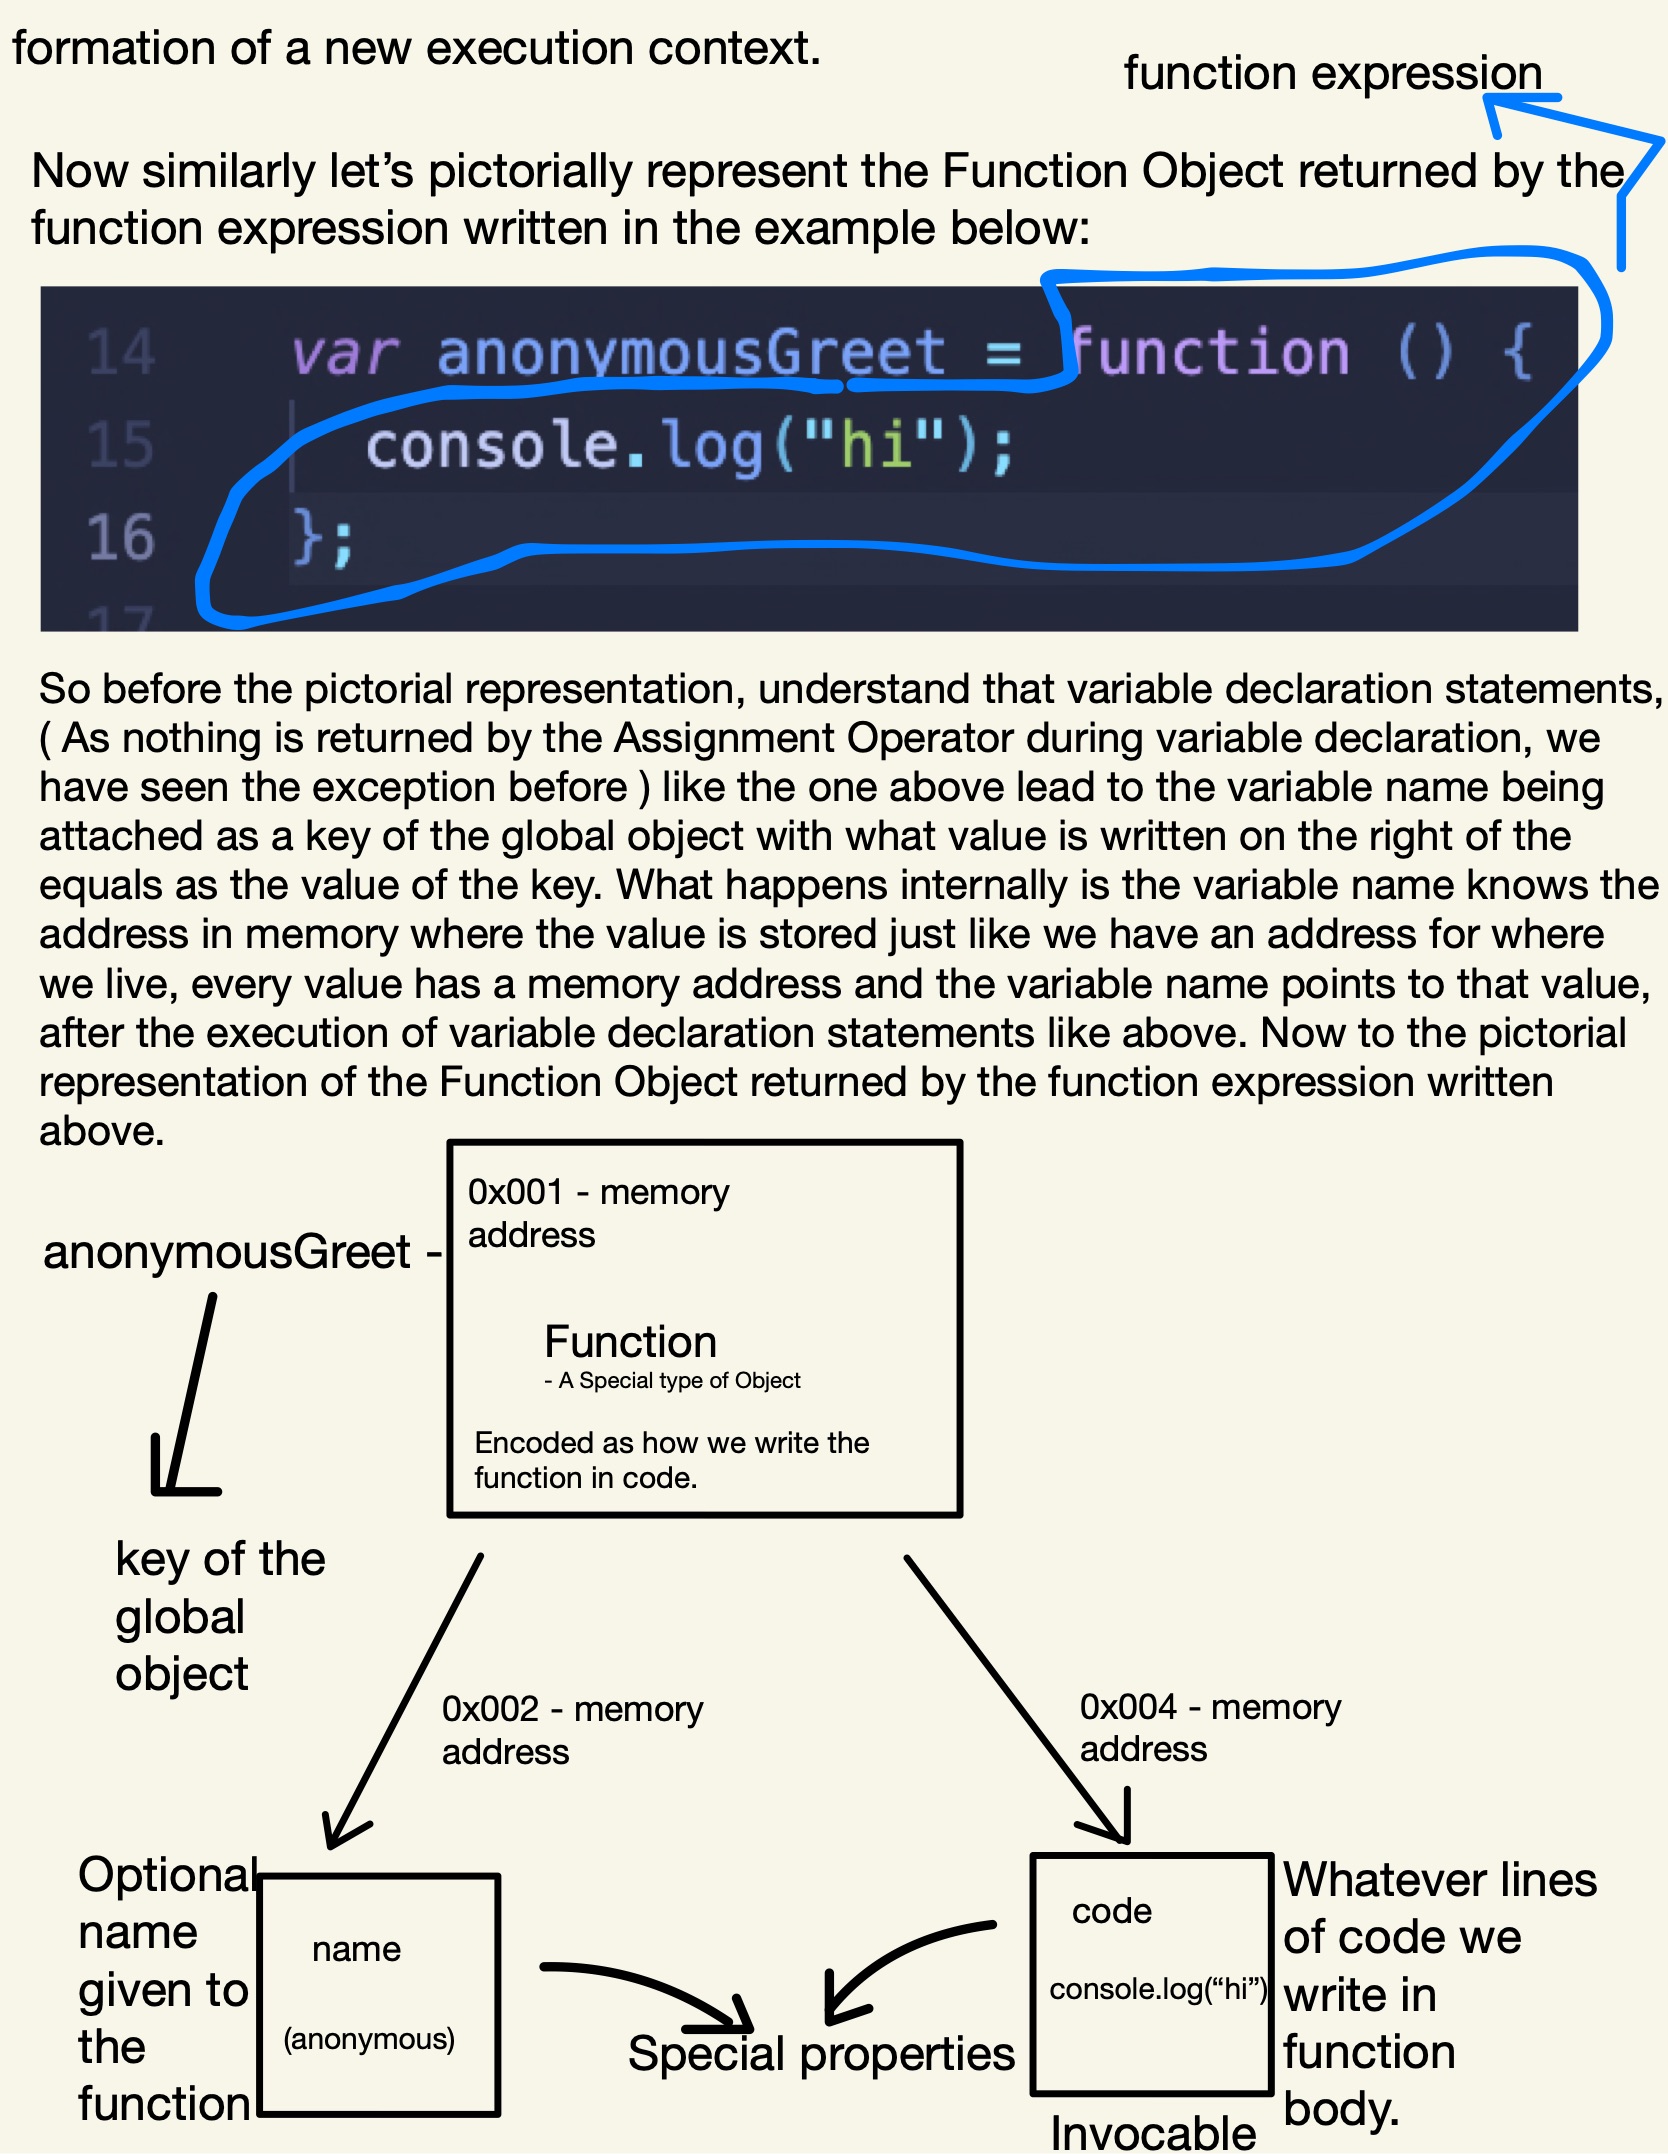 formation of a new execution context.
function expression
Now similarly let's pictorially represent the Function Object returned by the
function expression written in the example below:
14 var anonymousGreet = function () {
15 console.log("hi");
16 };
17
So before the pictorial representation, understand that variable declaration statements,
( As nothing is returned by the Assignment Operator during variable declaration, we
have seen the exception before ) like the one above lead to the variable name being
attached as a key of the global object with what value is written on the right of the
equals as the value of the key. What happens internally is the variable name knows the
address in memory where the value is stored just like we have an address for where
we live, every value has a memory address and the variable name points to that value,
after the execution of variable declaration statements like above. Now to the pictorial
representation of the Function Object returned by the function expression written
above.
0x001 - memory
address
anonymousGreet -
Function
- A Special type of Object
Encoded as how we write the
function in code.
key of the
global
object
0x002 - memory
address
0x004 - memory
address
Optional
name
given to
the
function
name
(anonymous)
Special properties
code
console.log(“hi”)
Whatever lines
of code we
write in
function
body.
Invocable